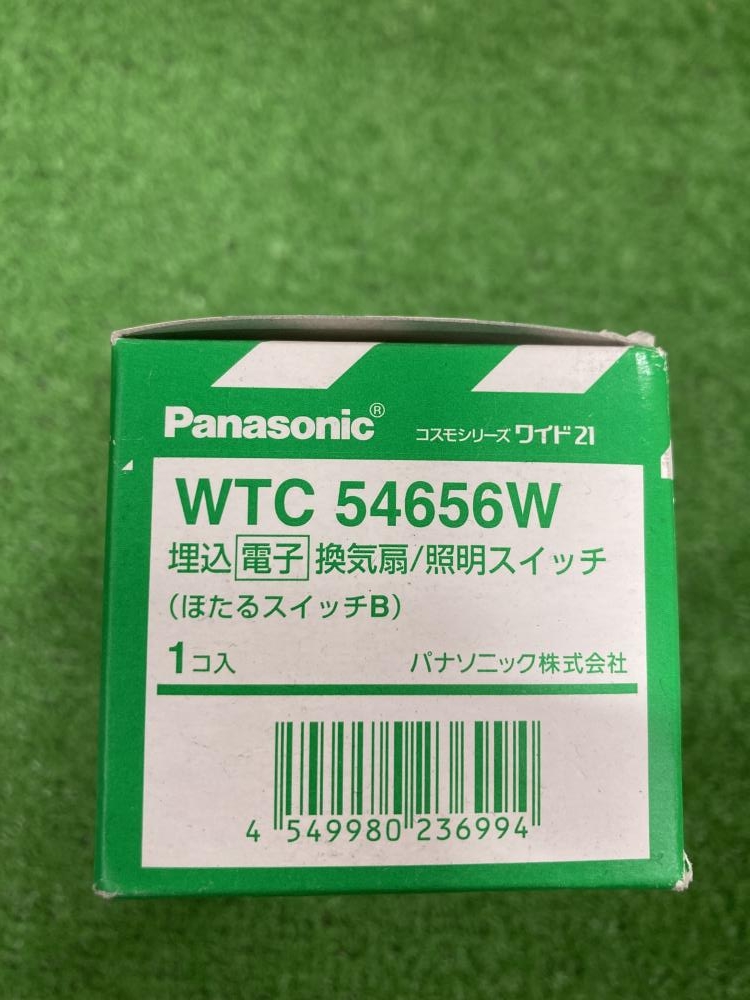 Panasonic® コスモシリーズ ワイド21
WTC 54656W
埋込 電子 換気扇/照明スイッチ
(ほたるスイッチB)
1コ入 パナソニック株式会社
4 549980 236994